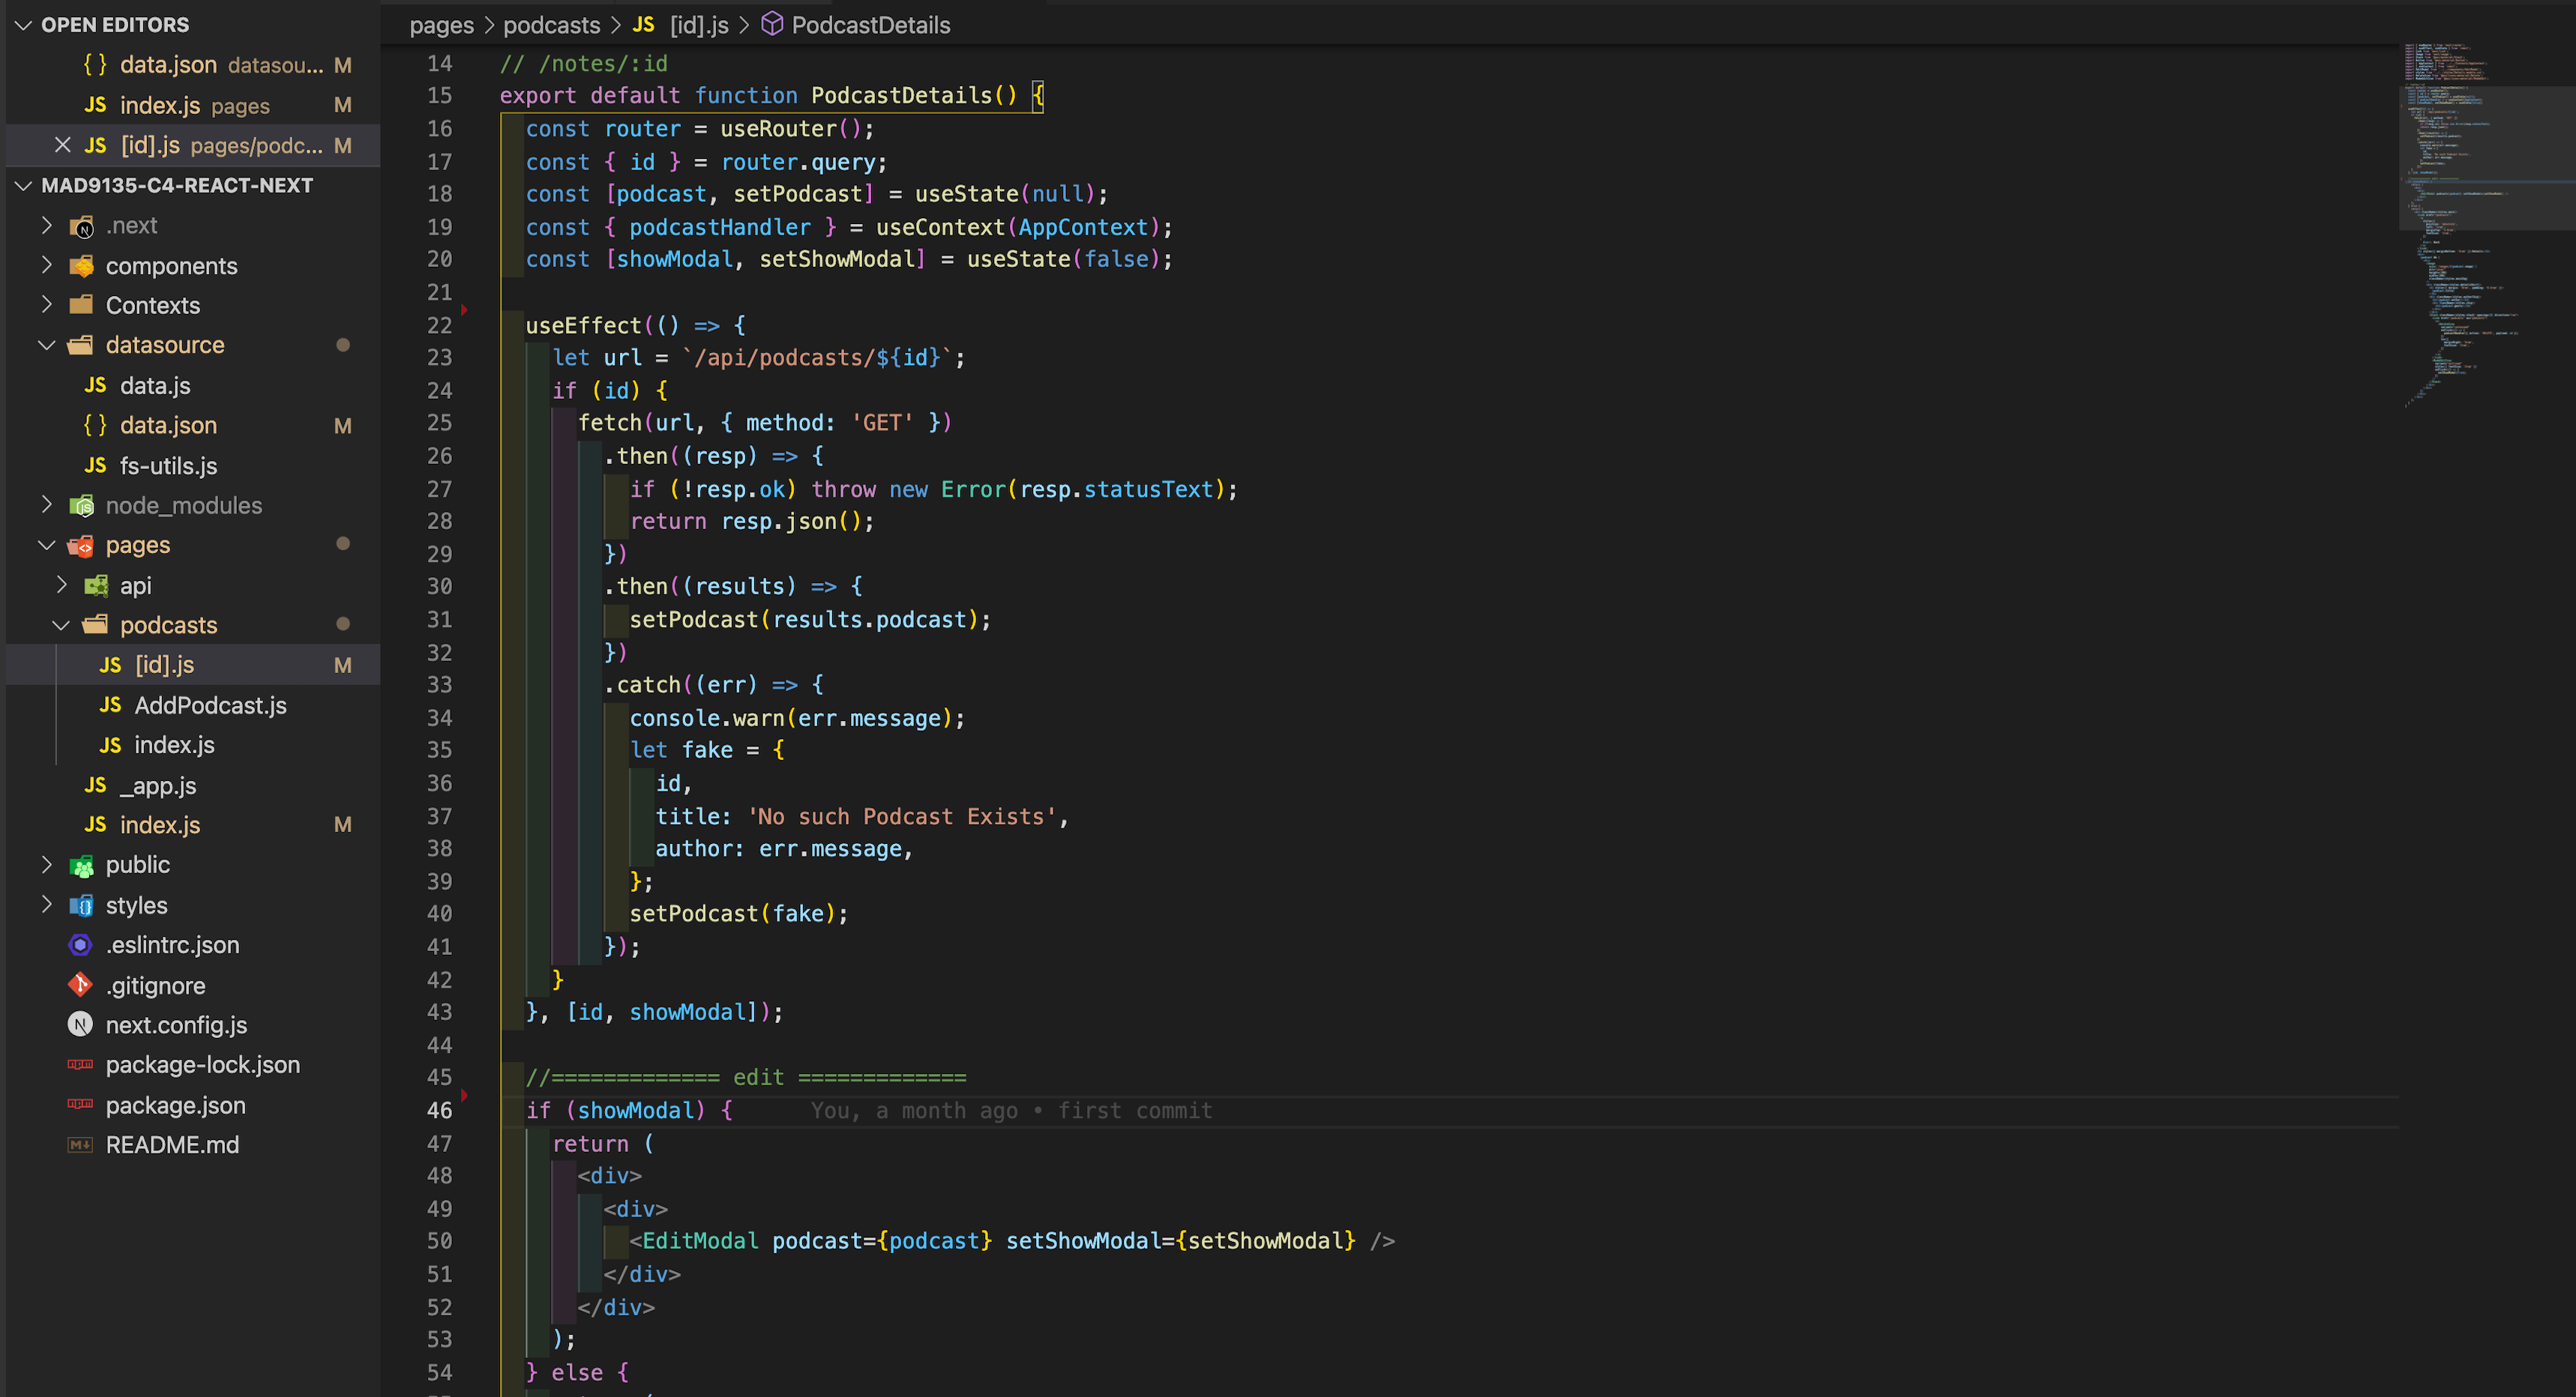 OPEN EDITORS
{} data.json datasou... M
JS index.js pages M
JS [id].js pages/podc... M
MAD9135-C4-REACT-NEXT
.next
components
Contexts
datasource
JS data.js
{} data.json M
JS fs-utils.js
node_modules
pages
api
podcasts
JS [id].js M
JS AddPodcast.js
JS index.js
JS _app.js
JS index.js M
public
styles
.eslintrc.json
.gitignore
next.config.js
package-lock.json
package.json
README.md
pages > podcasts > JS [id].js > PodcastDetails
14 // /notes/:id
15 export default function PodcastDetails() {
16 const router = useRouter();
17 const { id } = router.query;
18 const [podcast, setPodcast] = useState(null);
19 const { podcastHandler } = useContext(AppContext);
20 const [showModal, setShowModal] = useState(false);
21
22 useEffect(() => {
23 let url = `/api/podcasts/${id}`;
24 if (id) {
25 fetch(url, { method: 'GET' })
26 .then((resp) => {
27 if (!resp.ok) throw new Error(resp.statusText);
28 return resp.json();
29 })
30 .then((results) => {
31 setPodcast(results.podcast);
32 })
33 .catch((err) => {
34 console.warn(err.message);
35 let fake = {
36 id,
37 title: 'No such Podcast Exists',
38 author: err.message,
39 };
40 setPodcast(fake);
41 });
42 }
43 }, [id, showModal]);
44
45 //============= edit =============
46 if (showModal) { You, a month ago • first commit
47 return (
48 <div>
49 <div>
50 <EditModal podcast={podcast} setShowModal={setShowModal} />
51 </div>
52 </div>
53 );
54 } else {